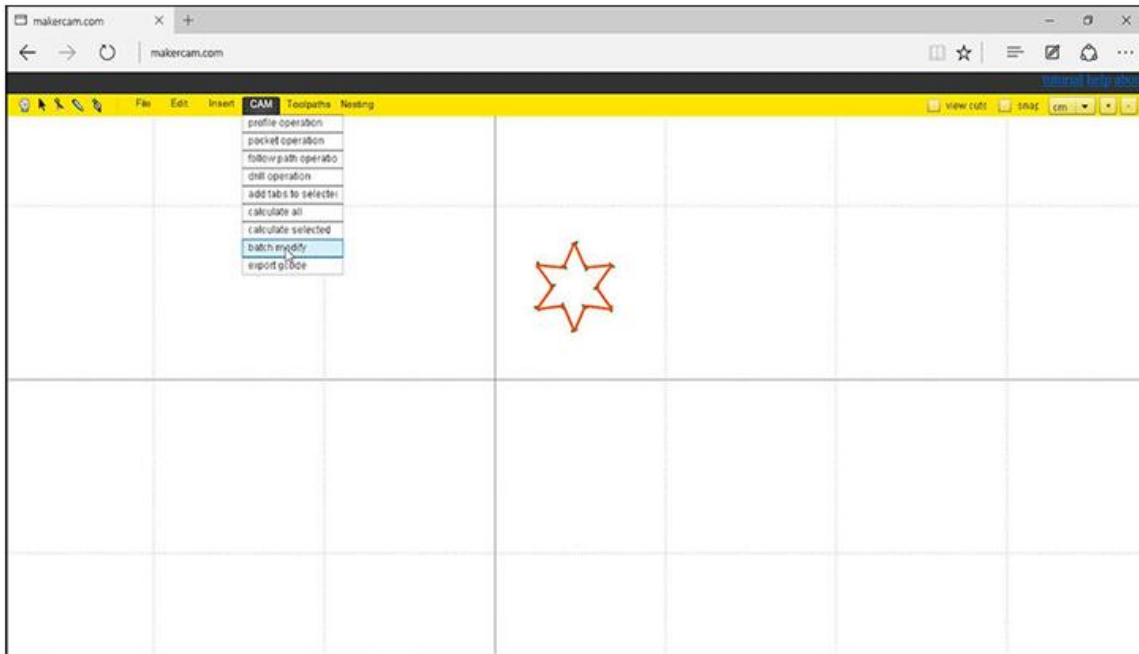 makercam.com
makercam.com
tutorial help about
File Edit Insert CAM Toolpaths Nesting view cuts snap cm
profile operation
pocket operation
follow path operatio
drill operation
add tabs to selected
calculate all
calculate selected
batch modify
export gcode